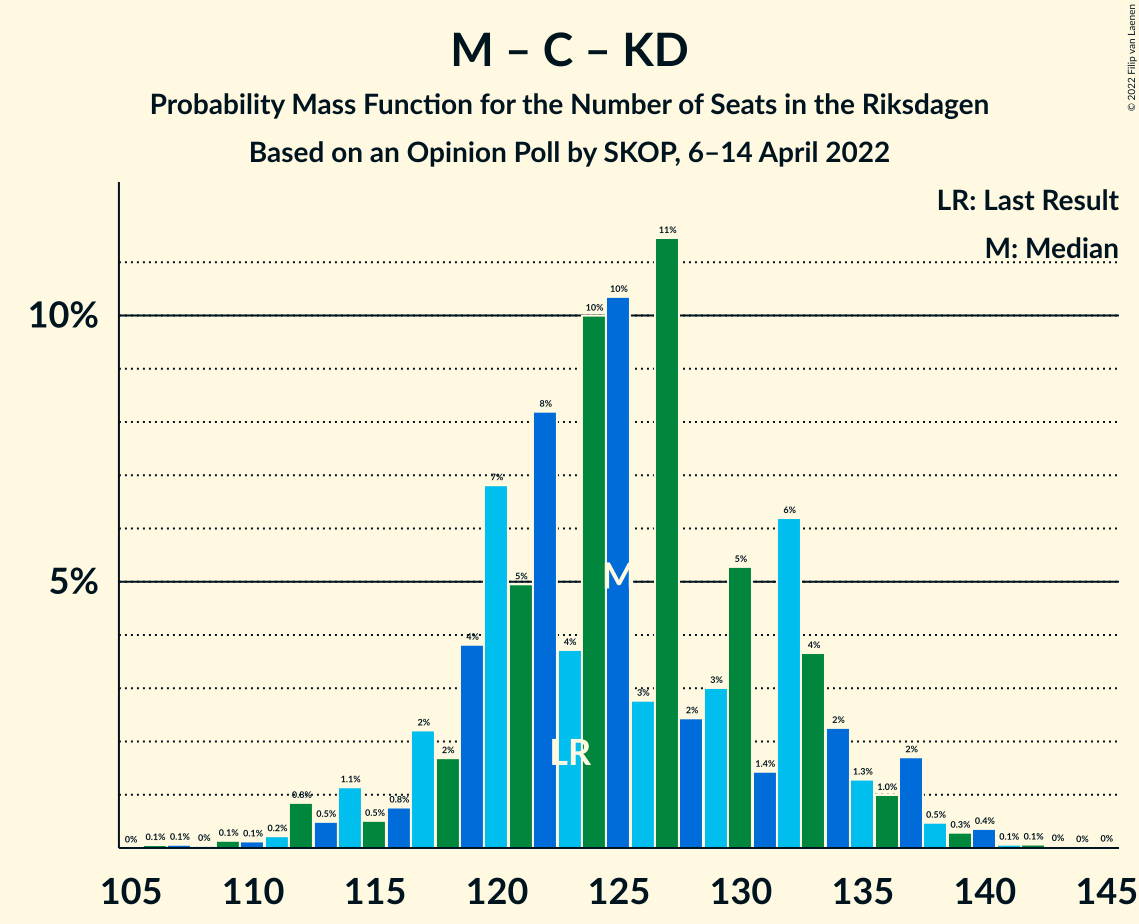 © 2022 Filip van Laenen
M – C – KD
Probability Mass Function for the Number of Seats in the Riksdagen
Based on an Opinion Poll by SKOP, 6–14 April 2022
LR: Last Result
M: Median
10%
5%
0% 0.1% 0.1% 0% 0.1% 0.1% 0.2% 0.8% 0.5% 1.1% 0.5% 0.8% 2% 2% 4% 7% 5% 8% 4% 10% 10% 3% 11% 2% 3% 5% 1.4% 6% 4% 2% 1.3% 1.0% 2% 0.5% 0.3% 0.4% 0.1% 0.1% 0% 0% 0%
M
LR
105 110 115 120 125 130 135 140 145